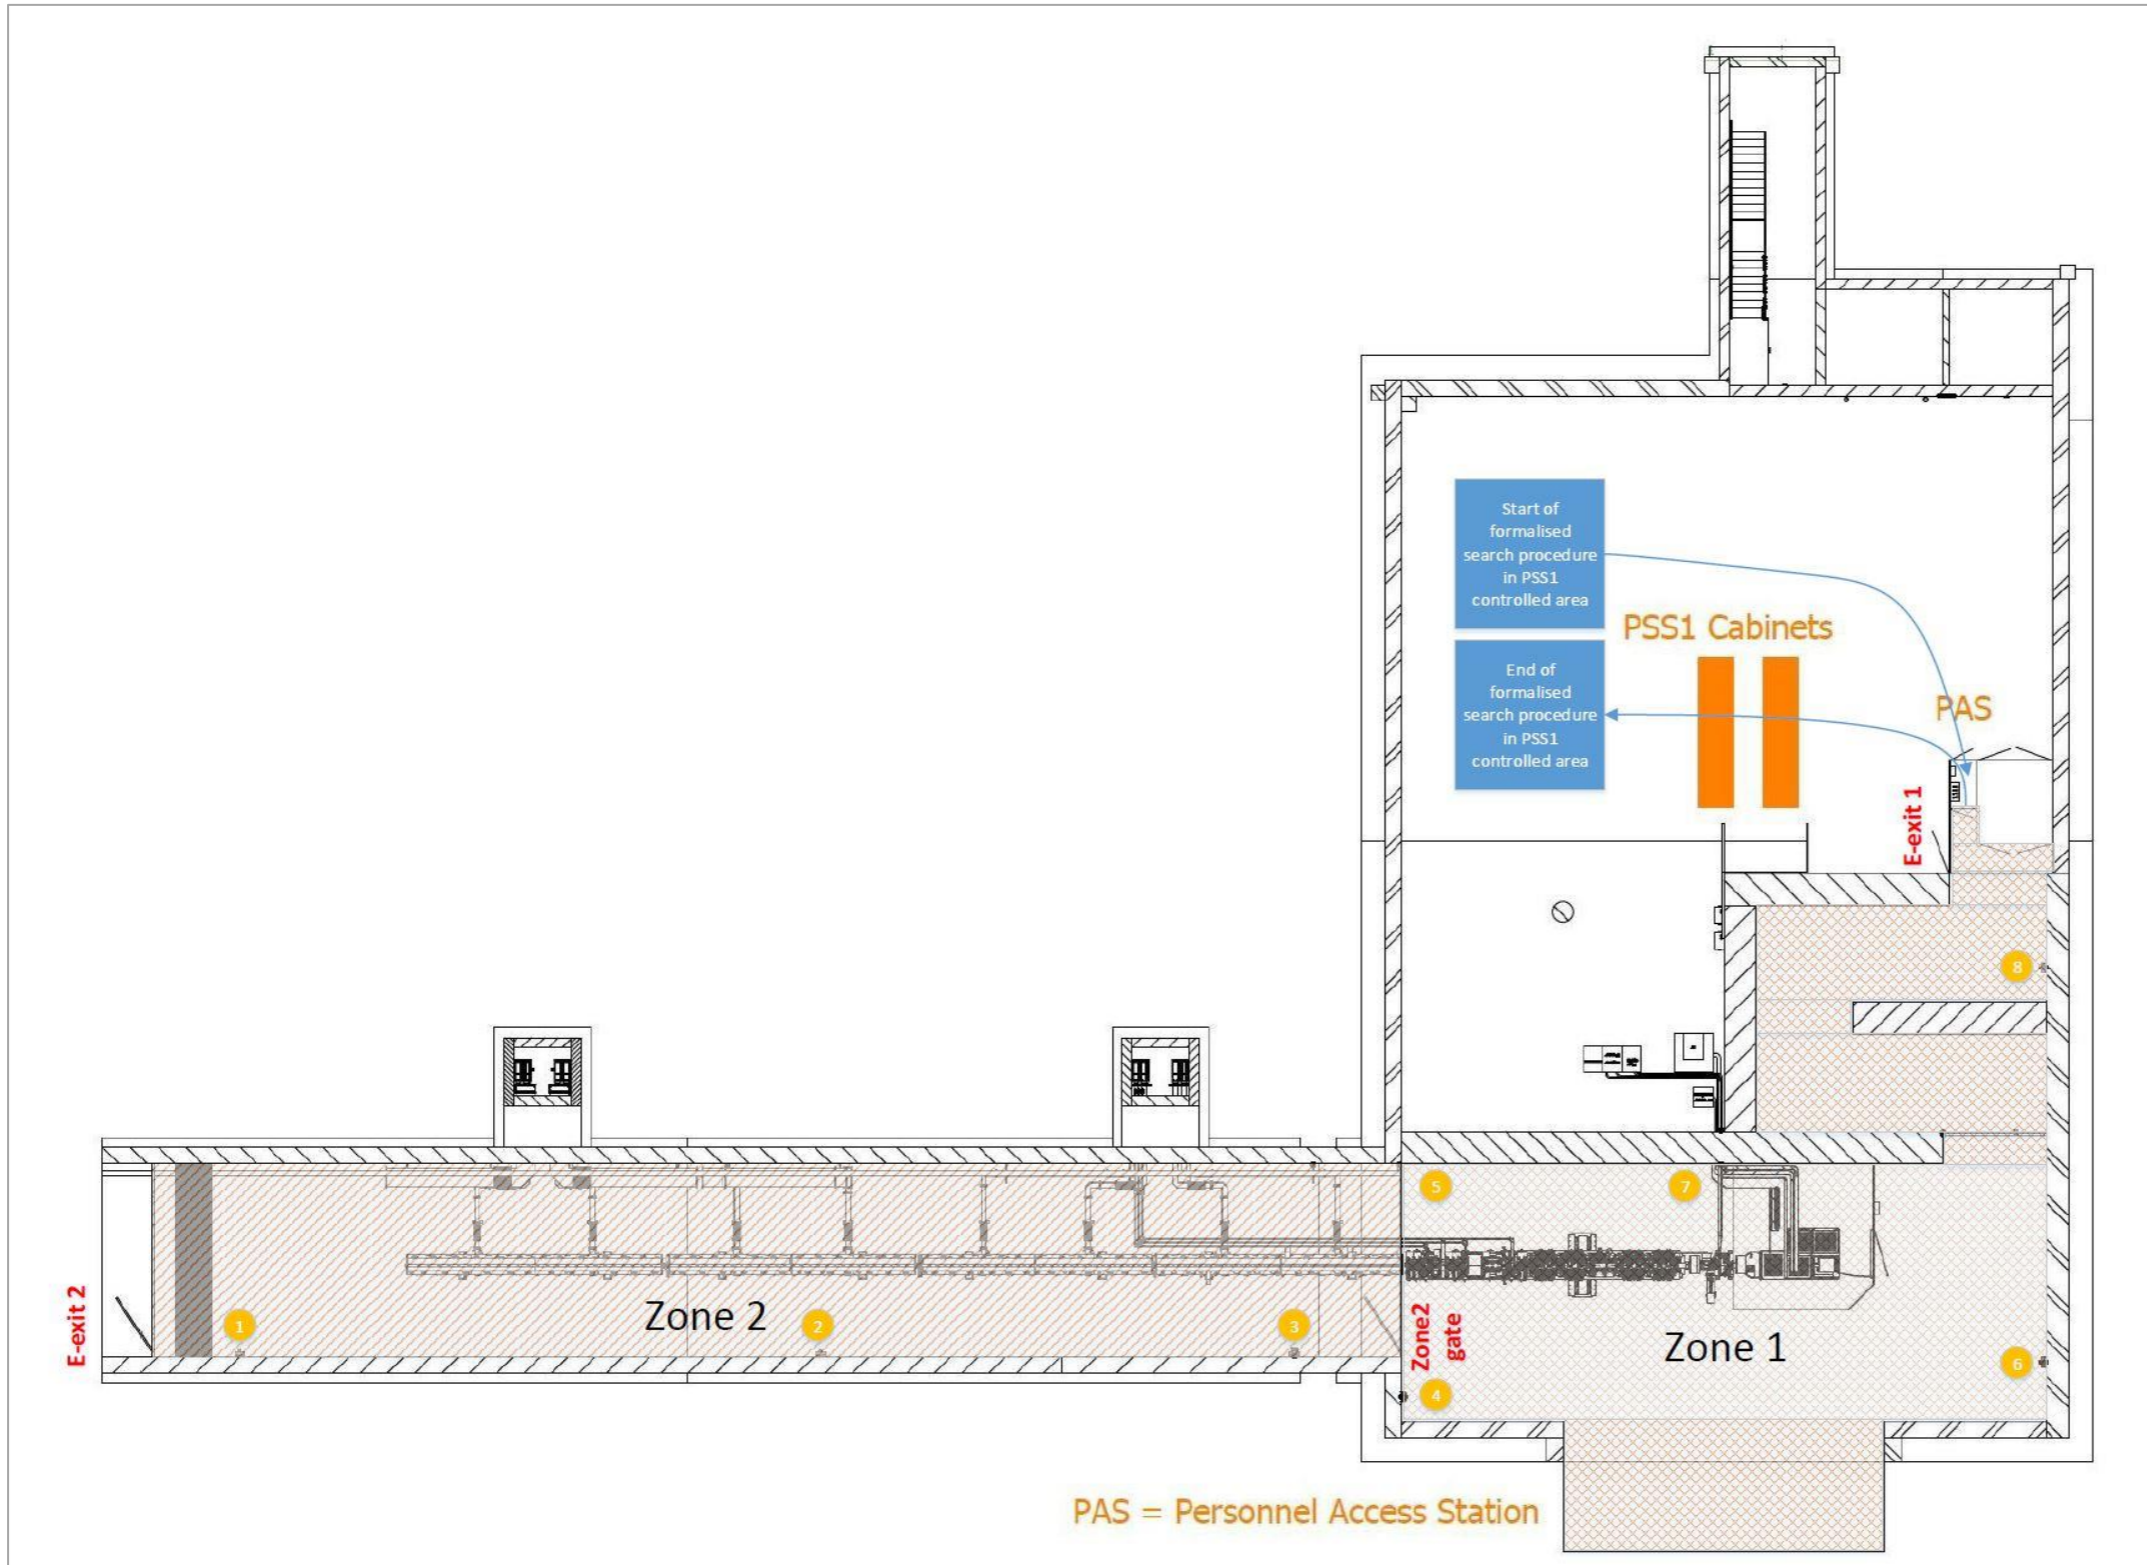 Start of
formalised
search procedure
in PSS1
controlled area
PSS1 Cabinets
End of
formalised
search procedure
in PSS1
controlled area
PAS
E-exit 1
8
5
7
E-exit 2
1
Zone 2
2
3
Zone2
gate
Zone 1
6
4
PAS = Personnel Access Station